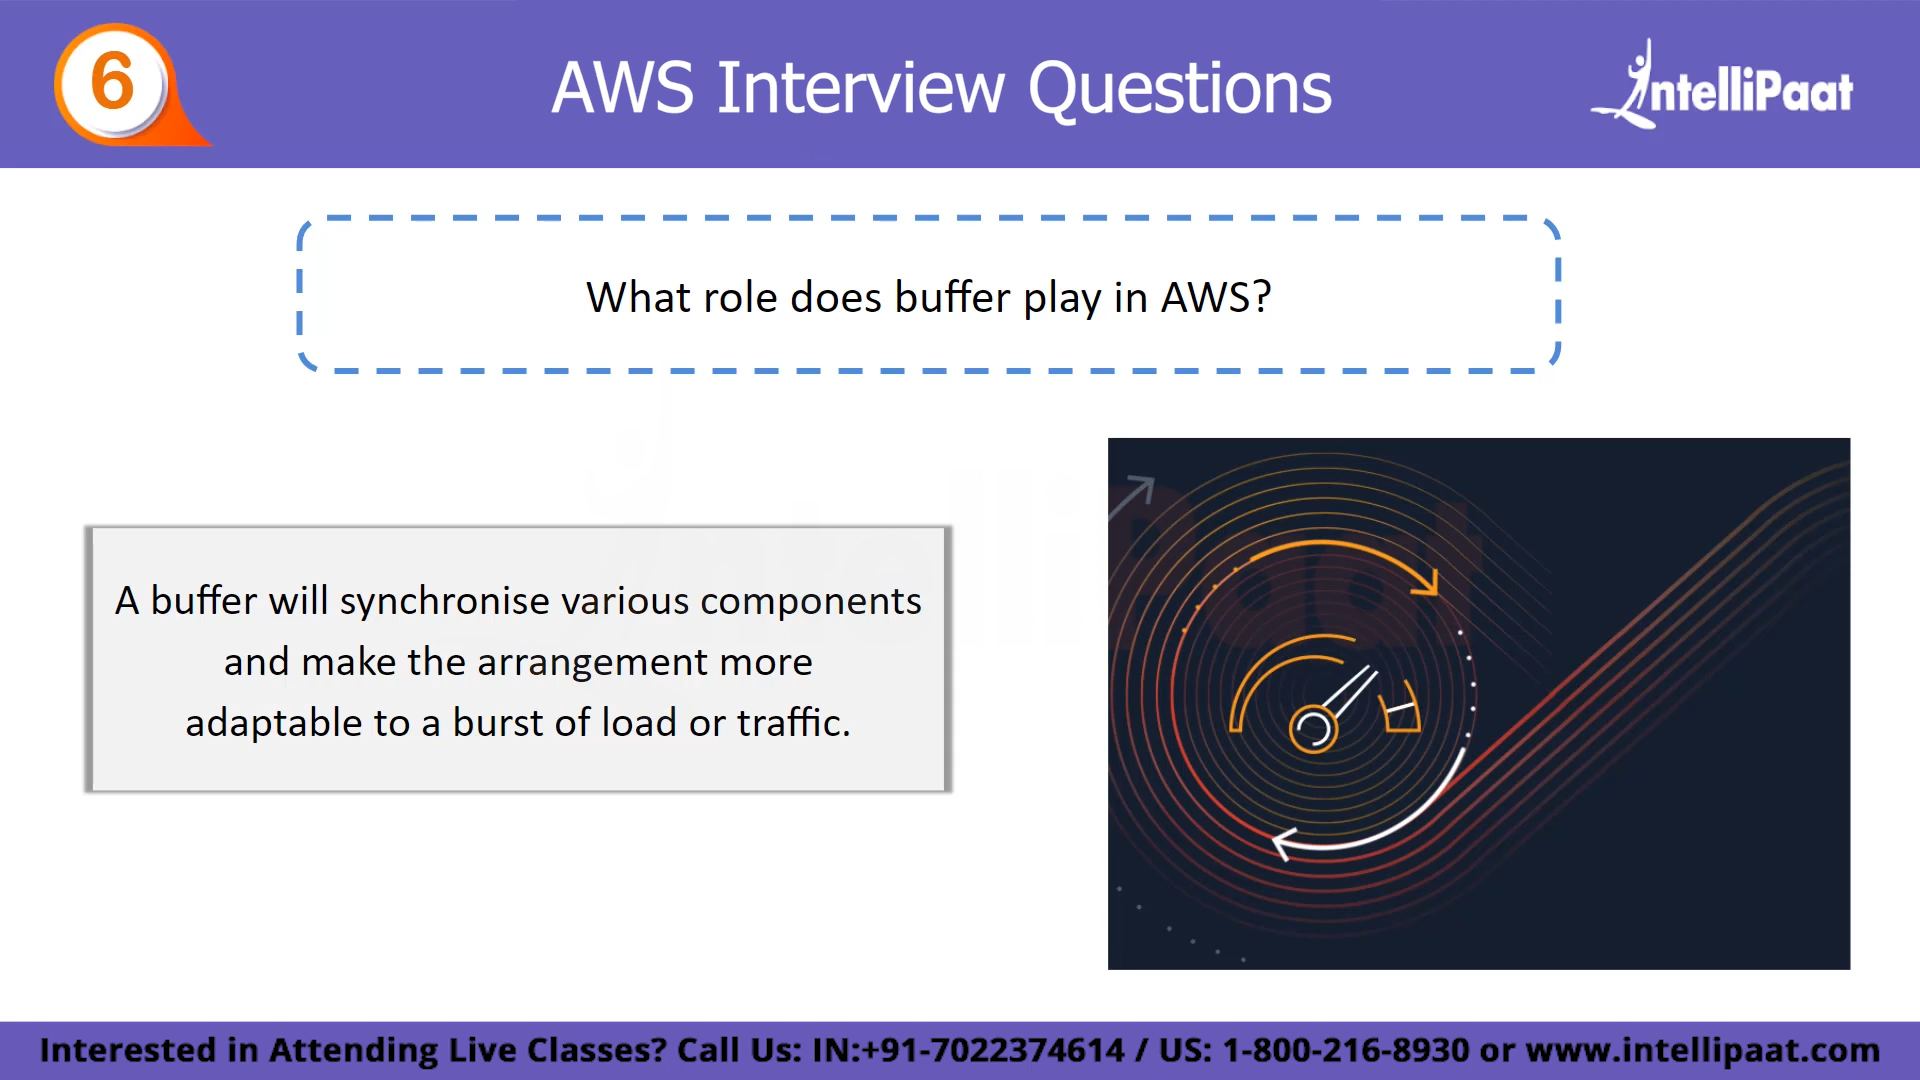 6
AWS Interview Questions
IntelliPaat
What role does buffer play in AWS?
A buffer will synchronise various components
and make the arrangement more
adaptable to a burst of load or traffic.
Interested in Attending Live Classes? Call Us: IN:+91-7022374614 / US: 1-800-216-8930 or www.intellipaat.com